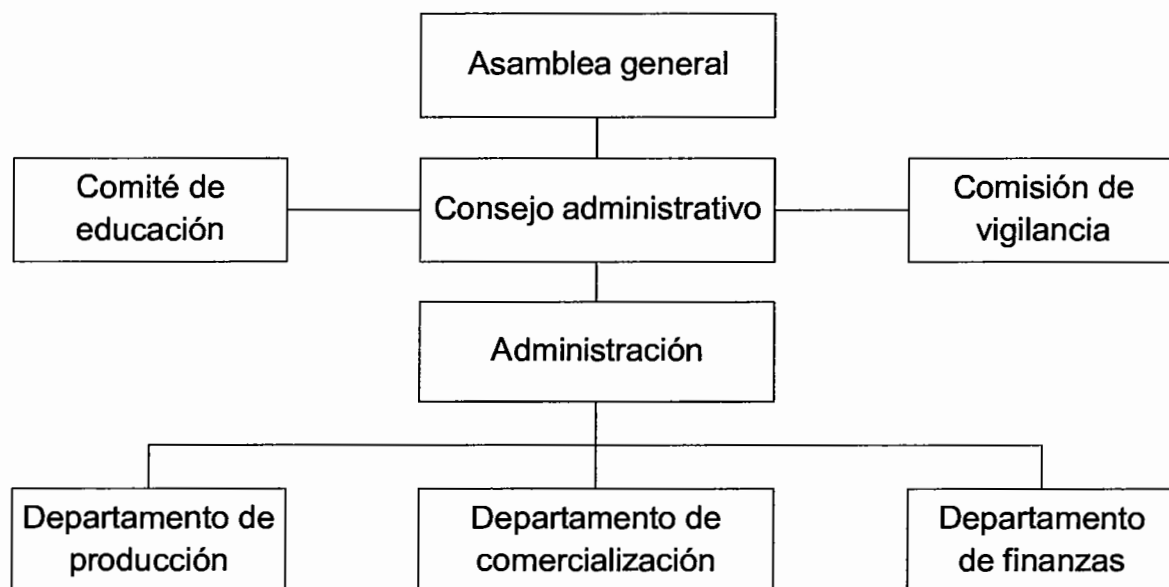 Asamblea general
Comité de
educación
Consejo administrativo
Comisión de
vigilancia
Administración
Departamento de
producción
Departamento de
comercialización
Departamento
de finanzas